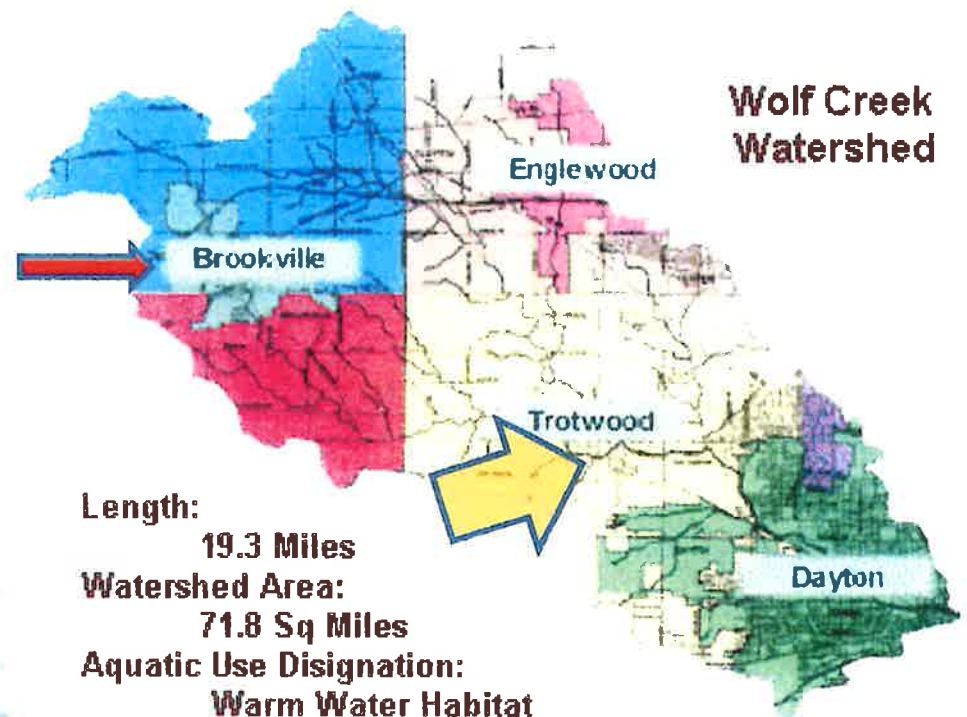 Wolf Creek
Watershed
Englewood
Brookville
Trotwood
Dayton
Length:
19.3 Miles
Watershed Area:
71.8 Sq Miles
Aquatic Use Disignation:
Warm Water Habitat